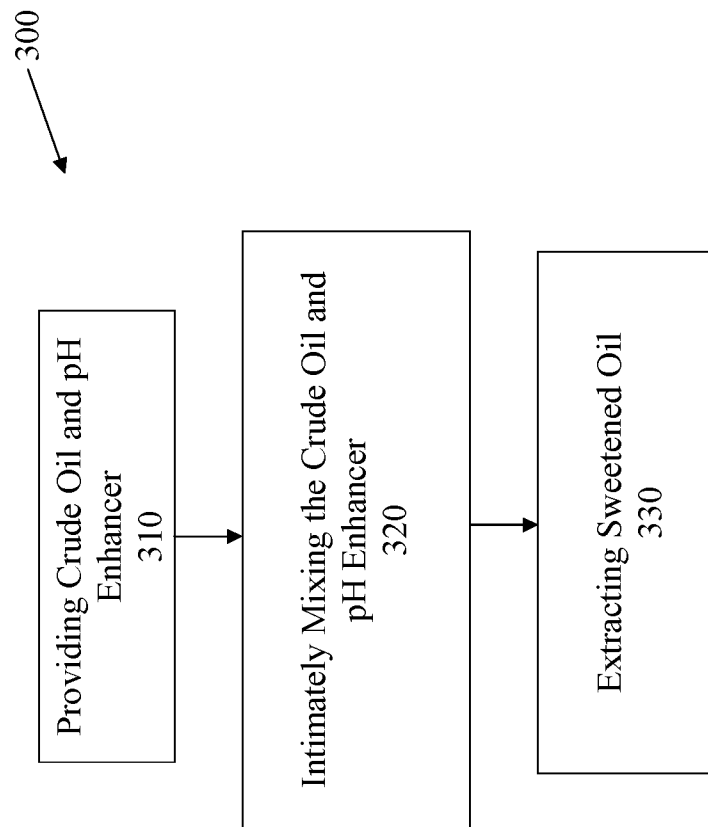 300
Providing Crude Oil and pH
Enhancer
310
Intimately Mixing the Crude Oil and
pH Enhancer
320
Extracting Sweetened Oil
330